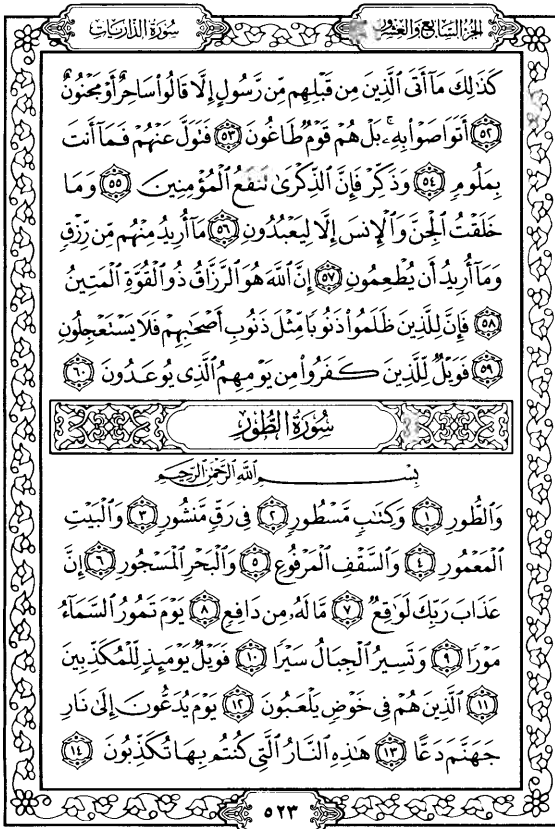 الجزء السابع والعشرون
سورة الذاريات
كَذَٰلِكَ مَآ أَتَى ٱلَّذِينَ مِن قَبْلِهِم مِّن رَّسُولٍ إِلَّا قَالُوا۟ سَاحِرٌ أَوْ مَجْنُونٌ
٥٢ أَتَوَاصَوْا۟ بِهِۦ ۚ بَلْ هُمْ قَوْمٌ طَاغُونَ ٥٣ فَتَوَلَّ عَنْهُمْ فَمَآ أَنتَ
بِمَلُومٍ ٥٤ وَذَكِّرْ فَإِنَّ ٱلذِّكْرَىٰ تَنفَعُ ٱلْمُؤْمِنِينَ ٥٥ وَمَا
خَلَقْتُ ٱلْجِنَّ وَٱلْإِنسَ إِلَّا لِيَعْبُدُونِ ٥٦ مَآ أُرِيدُ مِنْهُم مِّن رِّزْقٍ
وَمَآ أُرِيدُ أَن يُطْعِمُونِ ٥٧ إِنَّ ٱللَّهَ هُوَ ٱلرَّزَّاقُ ذُو ٱلْقُوَّةِ ٱلْمَتِينُ
٥٨ فَإِنَّ لِلَّذِينَ ظَلَمُوا۟ ذَنُوبًا مِّثْلَ ذَنُوبِ أَصْحَٰبِهِمْ فَلَا يَسْتَعْجِلُونِ
٥٩ فَوَيْلٌ لِّلَّذِينَ كَفَرُوا۟ مِن يَوْمِهِمُ ٱلَّذِى يُوعَدُونَ ٦٠
سُورَةُ الطُّورِ
بِسْمِ ٱللَّهِ ٱلرَّحْمَٰنِ ٱلرَّحِيمِ
وَٱلطُّورِ ١ وَكِتَٰبٍ مَّسْطُورٍ ٢ فِى رَقٍّ مَّنشُورٍ ٣ وَٱلْبَيْتِ
ٱلْمَعْمُورِ ٤ وَٱلسَّقْفِ ٱلْمَرْفُوعِ ٥ وَٱلْبَحْرِ ٱلْمَسْجُورِ ٦ إِنَّ
عَذَابَ رَبِّكَ لَوَٰقِعٌ ٧ مَّا لَهُۥ مِن دَافِعٍ ٨ يَوْمَ تَمُورُ ٱلسَّمَآءُ
مَوْرًا ٩ وَتَسِيرُ ٱلْجِبَالُ سَيْرًا ١٠ فَوَيْلٌ يَوْمَئِذٍ لِّلْمُكَذِّبِينَ
١١ ٱلَّذِينَ هُمْ فِى خَوْضٍ يَلْعَبُونَ ١٢ يَوْمَ يُدَعُّونَ إِلَىٰ نَارِ
جَهَنَّمَ دَعًّا ١٣ هَٰذِهِ ٱلنَّارُ ٱلَّتِى كُنتُم بِهَا تُكَذِّبُونَ ١٤
٥٢٣